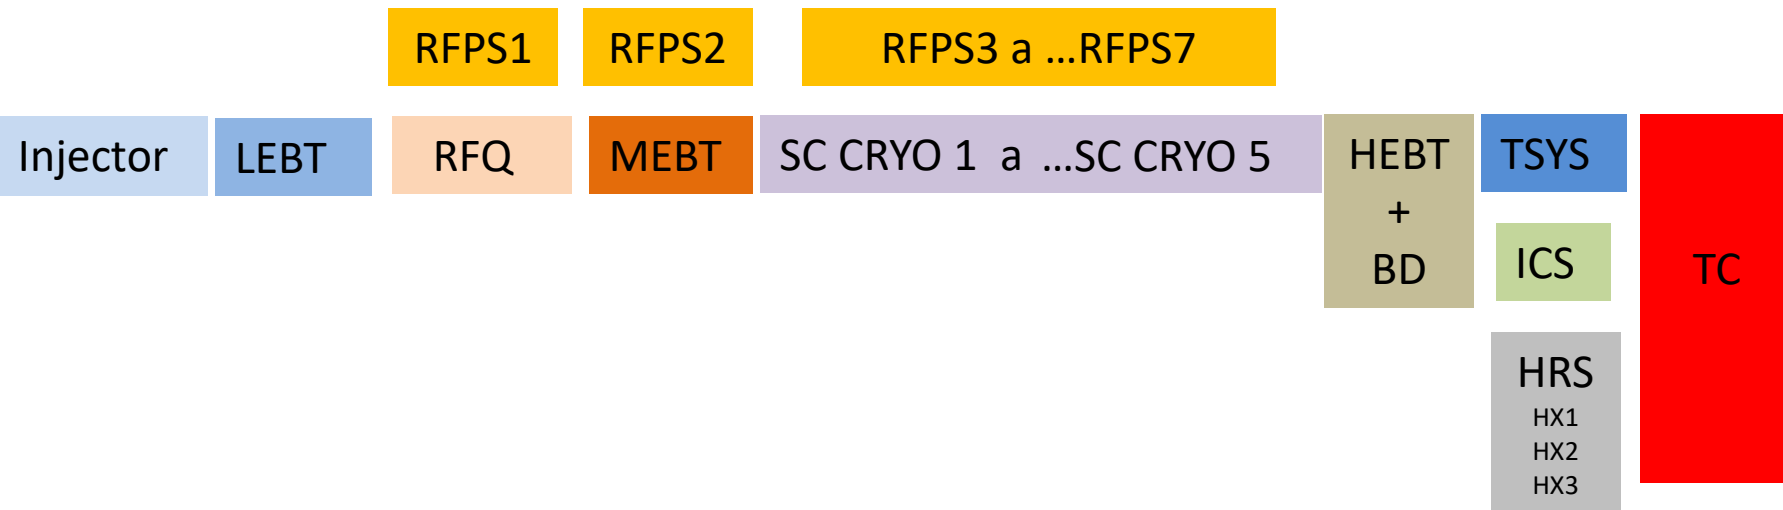 RFPS1
RFPS2
RFPS3 a ...RFPS7
Injector
LEBT
RFQ
MEBT
SC CRYO 1 a ...SC CRYO 5
HEBT
+
BD
TSYS
ICS
HRS
HX1
HX2
HX3
TC